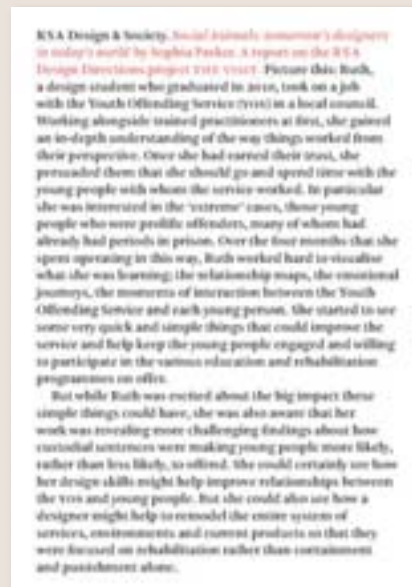 RSA Design & Society. Social Animals: tomorrow's designers
in today's world by Sophia Parker. A report on the RSA
Design Directions project THE VISIT. Picture this: Ruth,
a design student who graduated in 2010, took on a job
with the Youth Offending Service (YOS) in a local council.
Working alongside trained practitioners at first, she gained
an in-depth understanding of the way things worked from
their perspective. Once she had earned their trust, she
persuaded them that she should go and spend time with the
young people with whom the service worked. In particular
she was interested in the 'extreme' cases, those young
people who were prolific offenders, many of whom had
already had periods in prison. Over the four months that she
spent operating in this way, Ruth worked hard to visualise
what she was learning: the relationship maps, the emotional
journeys, the moments of interaction between the Youth
Offending Service and each young person. She started to see
some very quick and simple things that could improve the
service and help keep the young people engaged and willing
to participate in the various education and rehabilitation
programmes on offer.
But while Ruth was excited about the big impact these
simple things could have, she was also aware that her
work was revealing more challenging findings about how
custodial sentences were making young people more likely,
rather than less likely, to offend. She could certainly see how
her design skills might help improve relationships between
the YOS and young people. But she could also see how a
designer might help to remodel the entire system of
services, environments and current products so that they
were focused on rehabilitation rather than containment
and punishment alone.